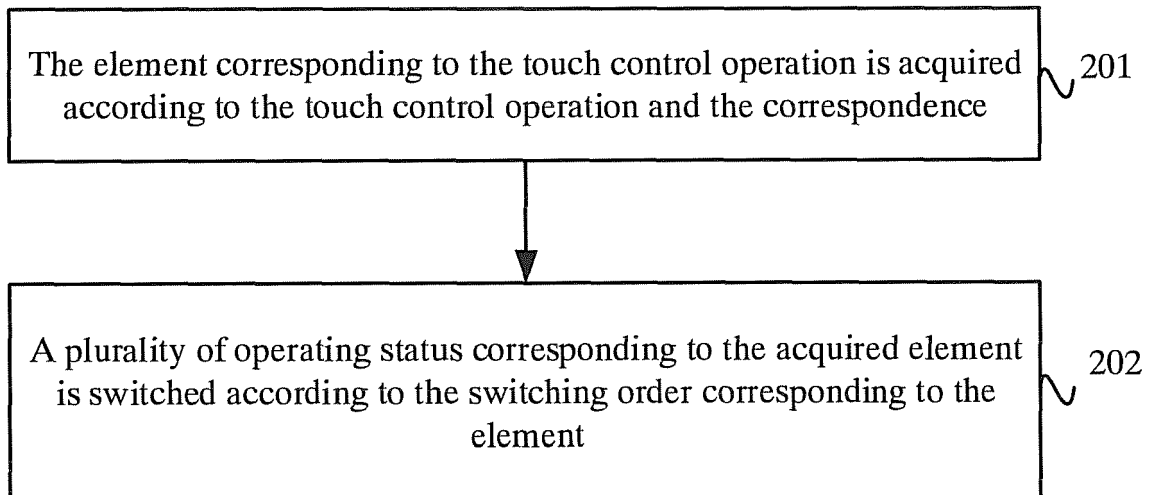 The element corresponding to the touch control operation is acquired
according to the touch control operation and the correspondence
201
A plurality of operating status corresponding to the acquired element
is switched according to the switching order corresponding to the
element
202